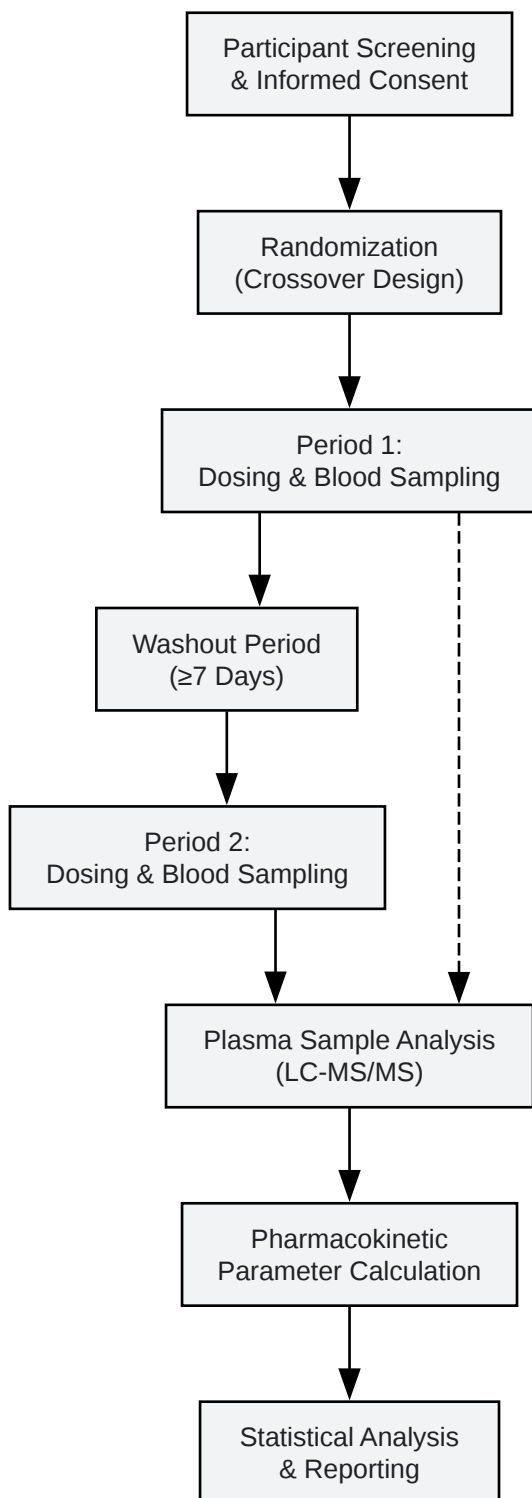 Participant Screening
& Informed Consent
Randomization
(Crossover Design)
Period 1:
Dosing & Blood Sampling
Washout Period
(≥7 Days)
Period 2:
Dosing & Blood Sampling
Plasma Sample Analysis
(LC-MS/MS)
Pharmacokinetic
Parameter Calculation
Statistical Analysis
& Reporting